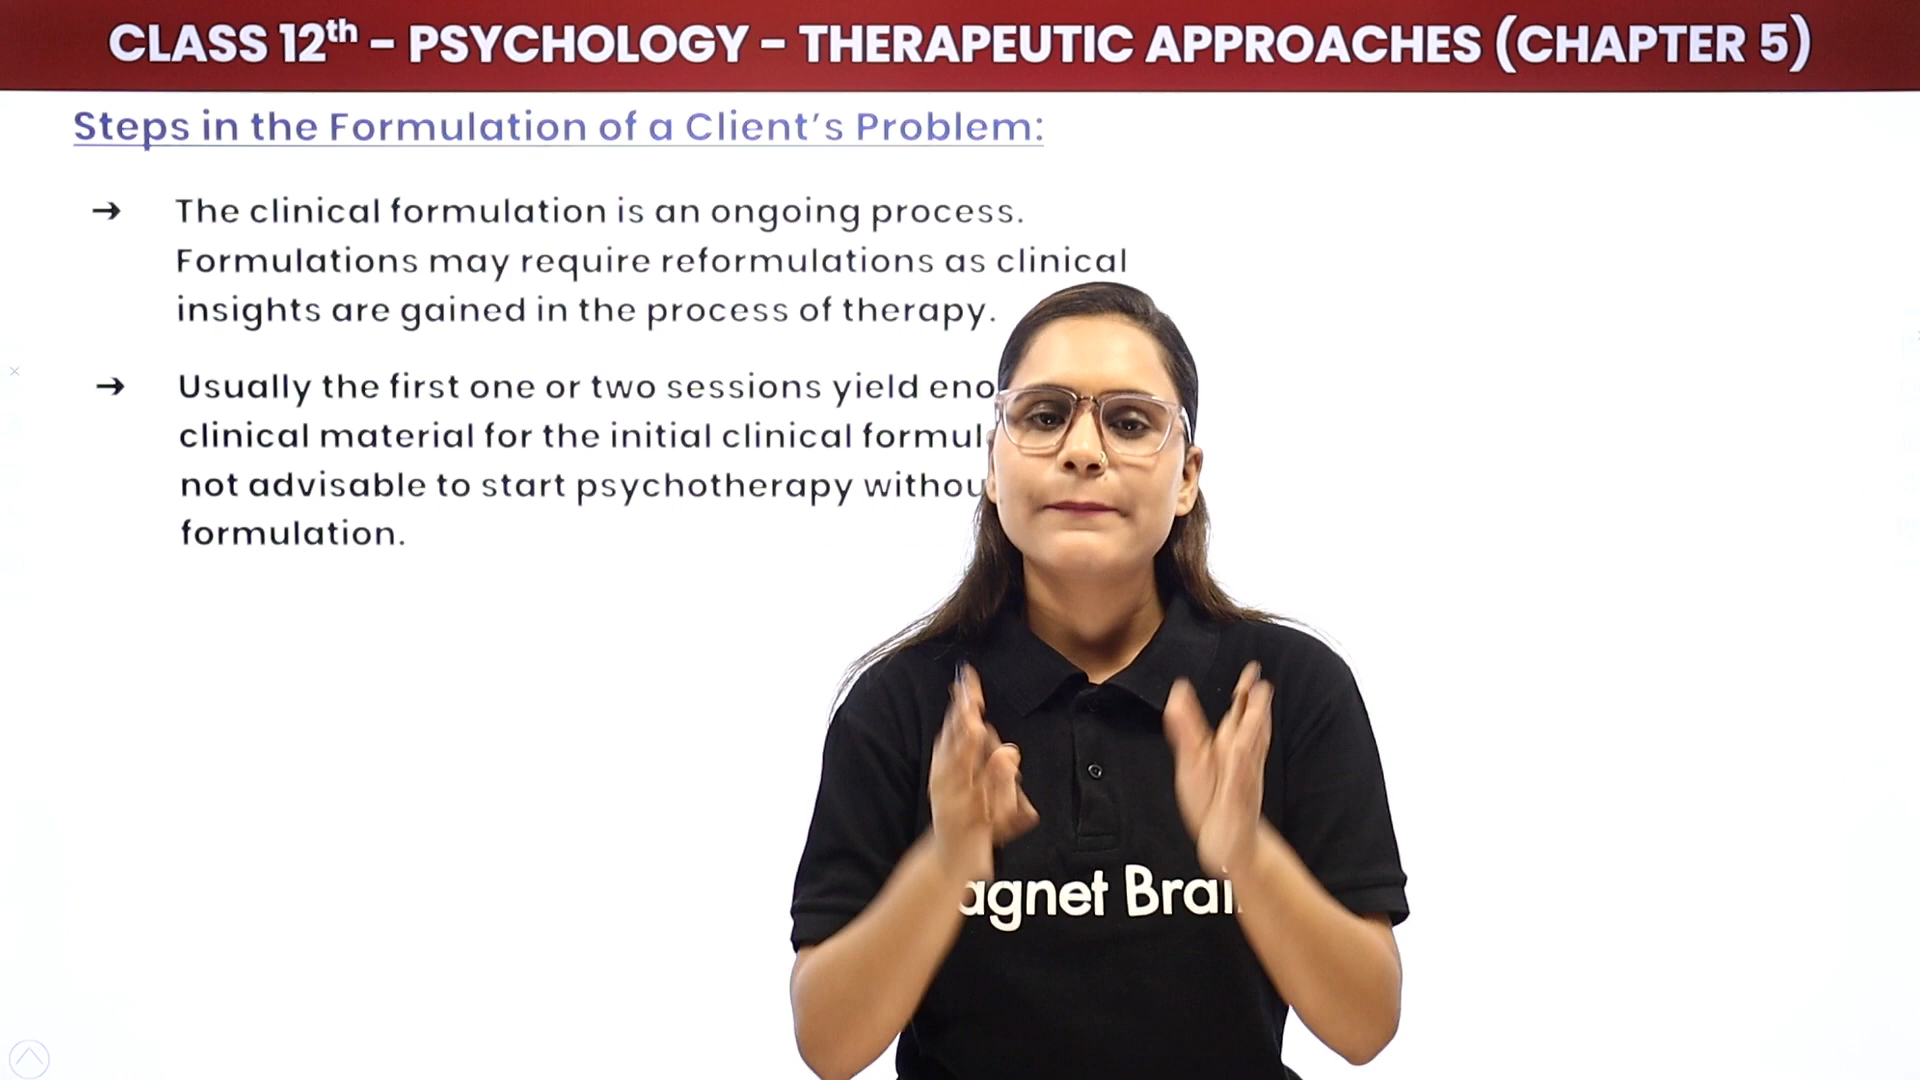 CLASS 12th – PSYCHOLOGY – THERAPEUTIC APPROACHES (CHAPTER 5)
Steps in the Formulation of a Client's Problem:
➔ The clinical formulation is an ongoing process.
Formulations may require reformulations as clinical
insights are gained in the process of therapy.
➔ Usually the first one or two sessions yield
clinical material for the initial clinical
not advisable to start psychotherapy
formulation.
agnet Brai